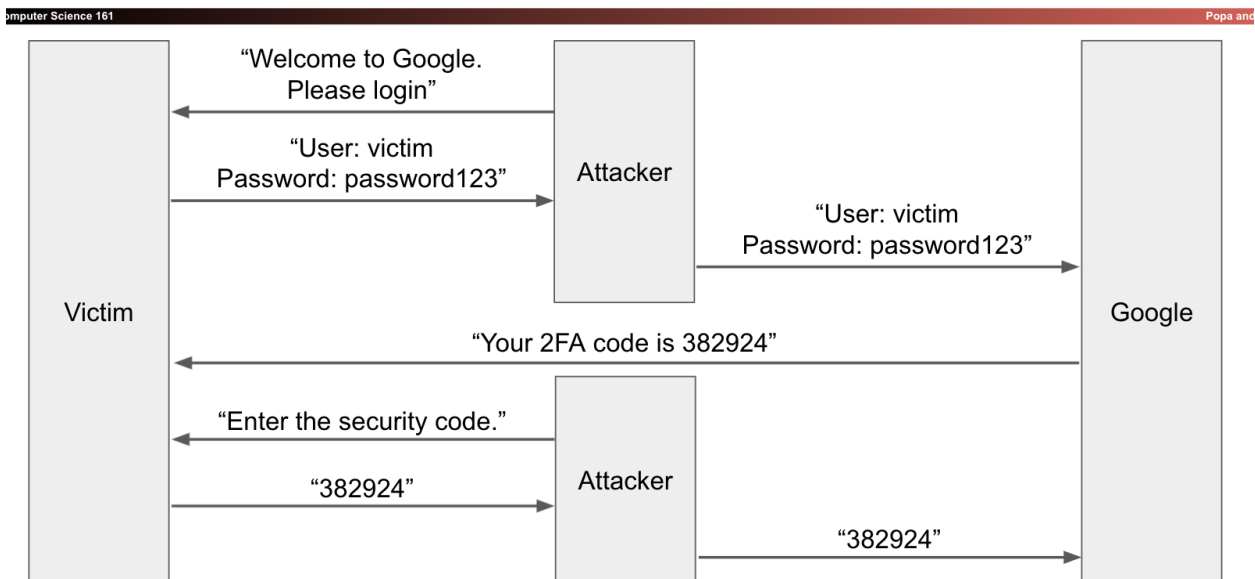 omputer Science 161
Popa and
“Welcome to Google.
Please login”
“User: victim
Password: password123”
Attacker
“User: victim
Password: password123”
Victim
Google
“Your 2FA code is 382924”
“Enter the security code.”
“382924”
Attacker
“382924”